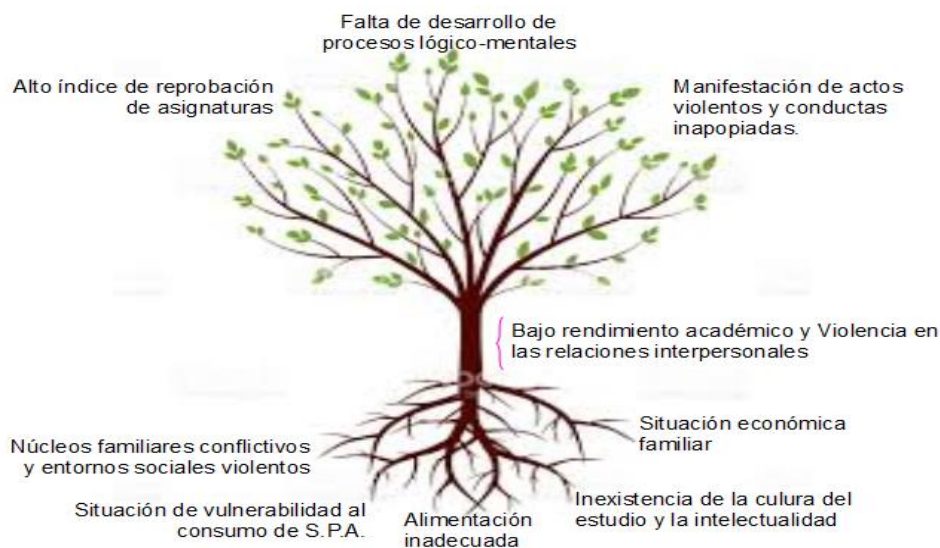 Falta de desarrollo de
procesos lógico-mentales
Alto índice de reprobación
de asignaturas
Manifestación de actos
violentos y conductas
inapopiadas.
Bajo rendimiento académico y Violencia en
las relaciones interpersonales
Situación económica
familiar
Núcleos familiares conflictivos
y entornos sociales violentos
Situación de vulnerabilidad al
consumo de S.P.A.
Alimentación
inadecuada
Inexistencia de la culura del
estudio y la intelectualidad